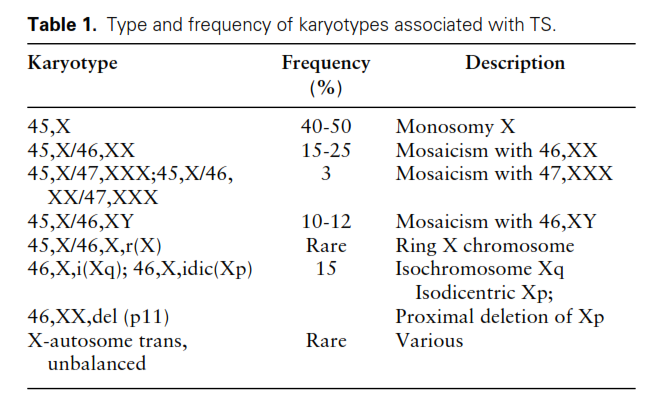 Table 1. Type and frequency of karyotypes associated with TS.
Karyotype Frequency Description
(%)
45,X 40-50 Monosomy X
45,X/46,XX 15-25 Mosaicism with 46,XX
45,X/47,XXX;45,X/46, 3 Mosaicism with 47,XXX
XX/47,XXX
45,X/46,XY 10-12 Mosaicism with 46,XY
45,X/46,X,r(X) Rare Ring X chromosome
46,X,i(Xq); 46,X,idic(Xp) 15 Isochromosome Xq
Isodicentric Xp;
46,XX,del (p11) Proximal deletion of Xp
X-autosome trans, Rare Various
unbalanced